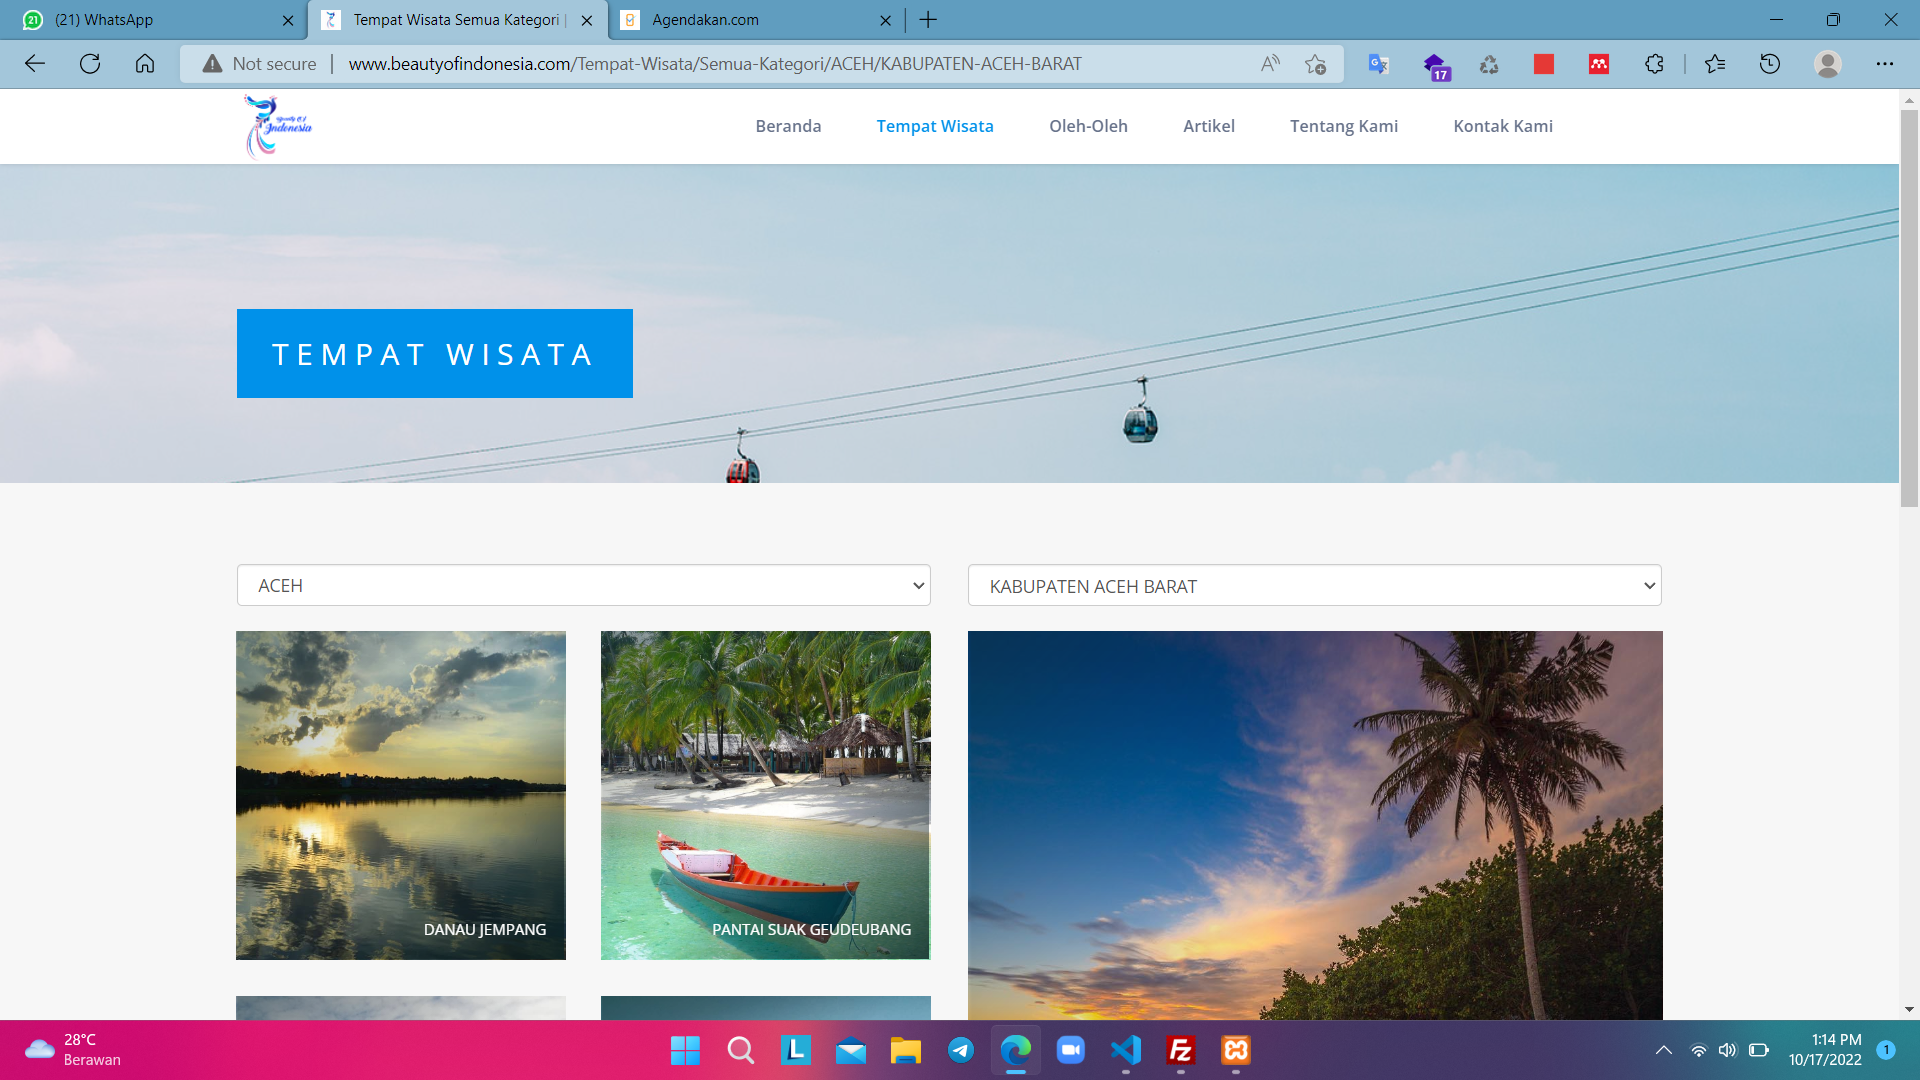 (21) WhatsApp
Tempat Wisata Semua Kategori |
Agendakan.com
Not secure
www.beautyofindonesia.com/Tempat-Wisata/Semua-Kategori/ACEH/KABUPATEN-ACEH-BARAT
17
Beauty Of
Indonesia
Beranda
Tempat Wisata
Oleh-Oleh
Artikel
Tentang Kami
Kontak Kami
TEMPAT WISATA
ACEH
KABUPATEN ACEH BARAT
DANAU JEMPANG
PANTAI SUAK GEUDEUBANG
28°C
Berawan
1:14 PM
10/17/2022
1